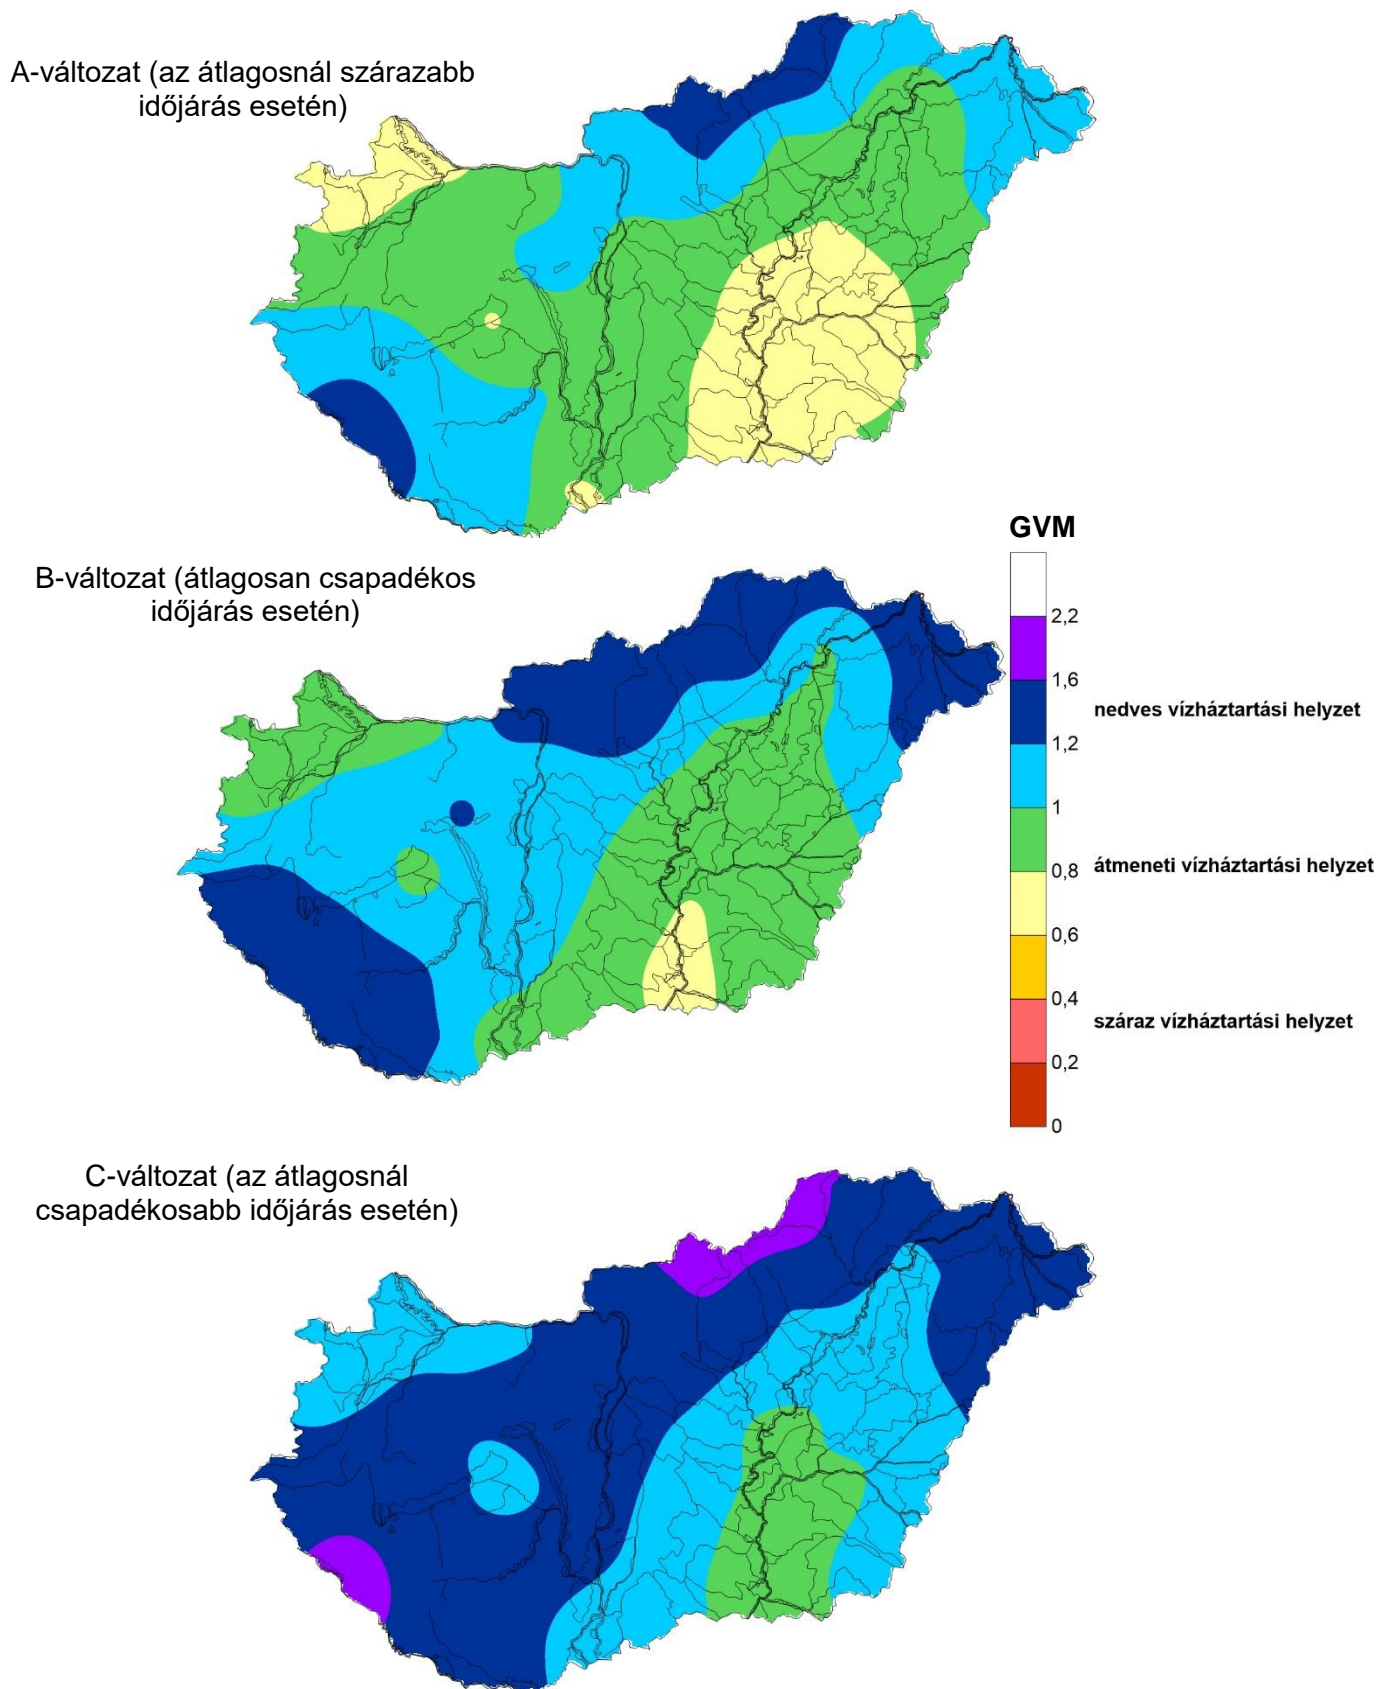 A-változat (az átlagosnál szárazabb
időjárás esetén)
B-változat (átlagosan csapadékos
időjárás esetén)
GVM
2,2
1,6
nedves vízháztartási helyzet
1,2
1
0,8
átmeneti vízháztartási helyzet
0,6
0,4
száraz vízháztartási helyzet
0,2
0
C-változat (az átlagosnál
csapadékosabb időjárás esetén)